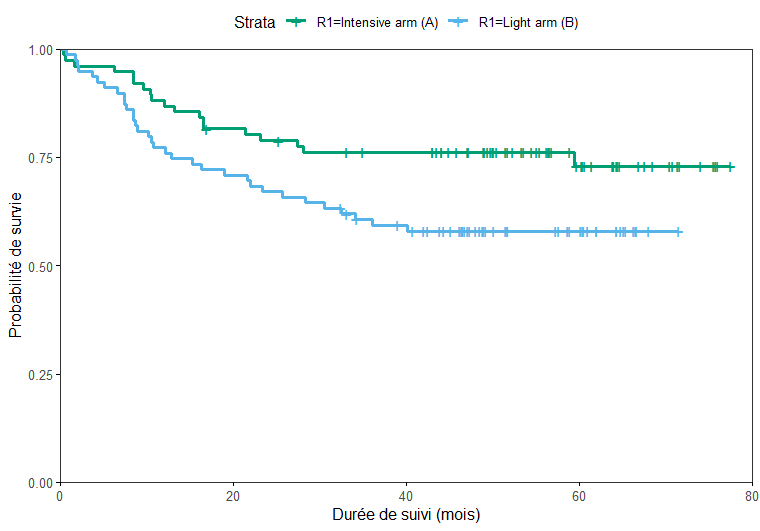 Strata R1=Intensive arm (A) R1=Light arm (B)
1.00
0.75
0.50
0.25
0.00
Probabilité de survie
0 20 40 60 80
Durée de suivi (mois)